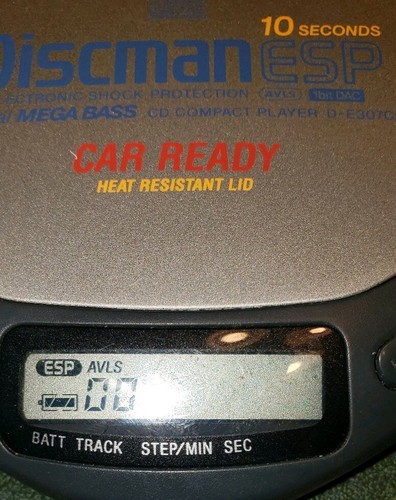 10 SECONDS
Discman ESP
ELECTRONIC SHOCK PROTECTION (AVLS) 1bit DAC
MEGA BASS CD COMPACT PLAYER
CAR READY
HEAT RESISTANT LID
ESP AVLS
00
BATT TRACK STEP/MIN SEC